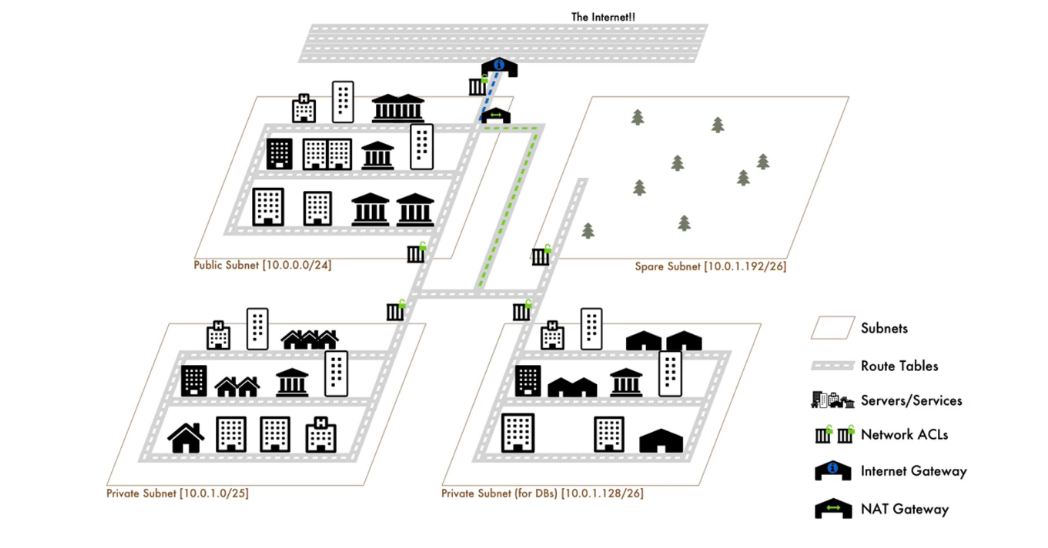 The Internet!!
Public Subnet [10.0.0.0/24]
Spare Subnet [10.0.1.192/26]
Private Subnet [10.0.1.0/25]
Private Subnet (for DBs) [10.0.1.128/26]
Subnets
Route Tables
Servers/Services
Network ACLs
Internet Gateway
NAT Gateway